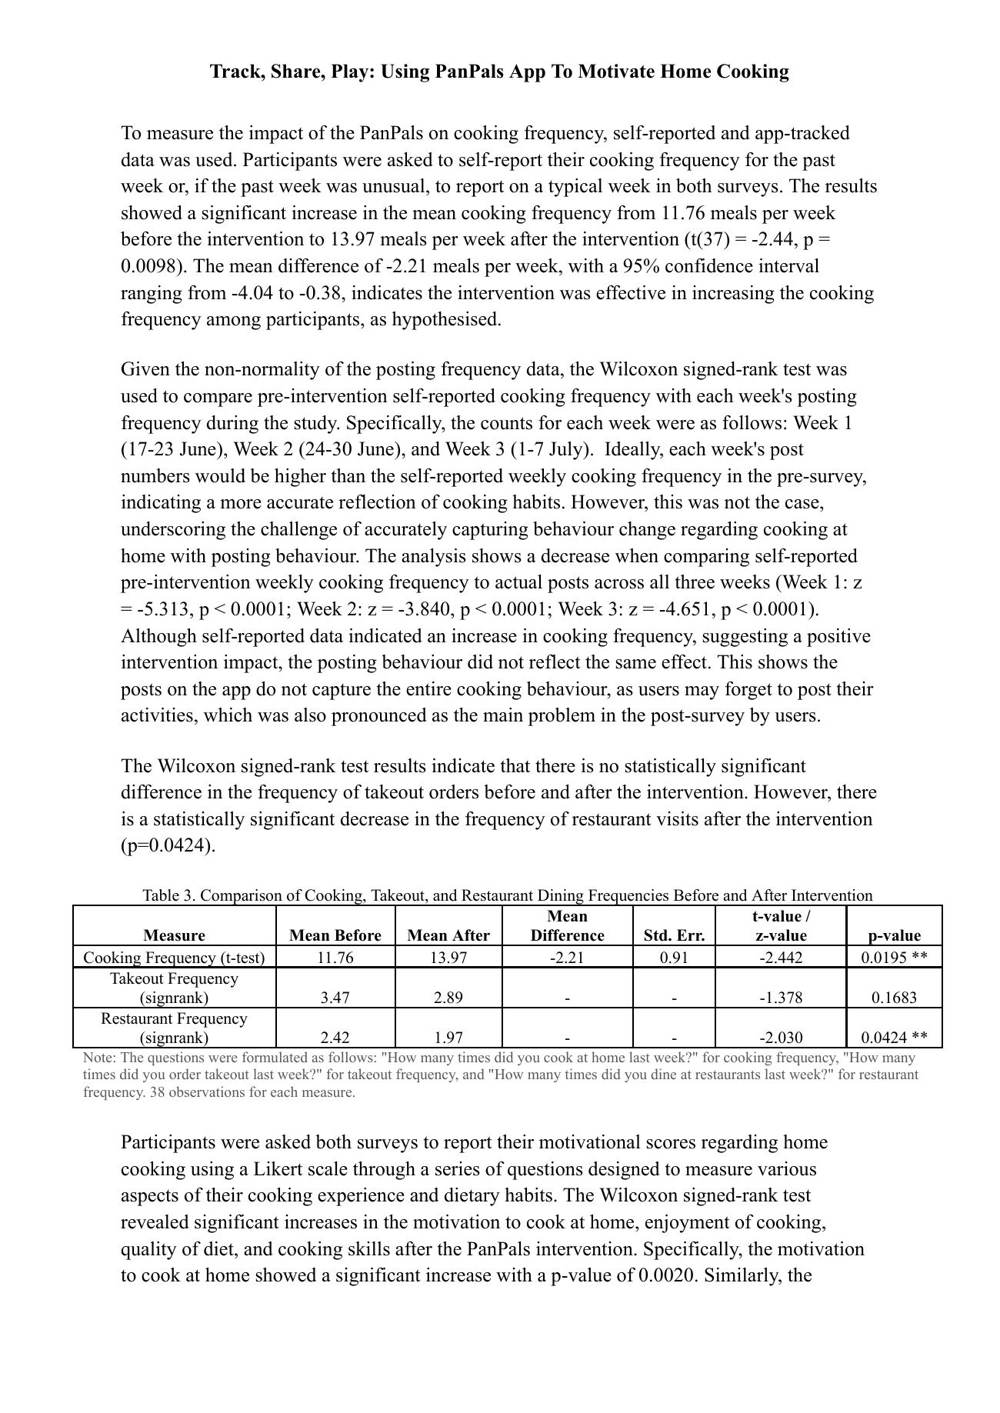 Track, Share, Play: Using PanPals App To Motivate Home Cooking
To measure the impact of the PanPals on cooking frequency, self-reported and app-tracked
data was used. Participants were asked to self-report their cooking frequency for the past
week or, if the past week was unusual, to report on a typical week in both surveys. The results
showed a significant increase in the mean cooking frequency from 11.76 meals per week
before the intervention to 13.97 meals per week after the intervention (t(37) = -2.44, p =
0.0098). The mean difference of -2.21 meals per week, with a 95% confidence interval
ranging from -4.04 to -0.38, indicates the intervention was effective in increasing the cooking
frequency among participants, as hypothesised.
Given the non-normality of the posting frequency data, the Wilcoxon signed-rank test was
used to compare pre-intervention self-reported cooking frequency with each week's posting
frequency during the study. Specifically, the counts for each week were as follows: Week 1
(17-23 June), Week 2 (24-30 June), and Week 3 (1-7 July).  Ideally, each week's post
numbers would be higher than the self-reported weekly cooking frequency in the pre-survey,
indicating a more accurate reflection of cooking habits. However, this was not the case,
underscoring the challenge of accurately capturing behaviour change regarding cooking at
home with posting behaviour. The analysis shows a decrease when comparing self-reported
pre-intervention weekly cooking frequency to actual posts across all three weeks (Week 1: z
= -5.313, p < 0.0001; Week 2: z = -3.840, p < 0.0001; Week 3: z = -4.651, p < 0.0001).
Although self-reported data indicated an increase in cooking frequency, suggesting a positive
intervention impact, the posting behaviour did not reflect the same effect. This shows the
posts on the app do not capture the entire cooking behaviour, as users may forget to post their
activities, which was also pronounced as the main problem in the post-survey by users.
The Wilcoxon signed-rank test results indicate that there is no statistically significant
difference in the frequency of takeout orders before and after the intervention. However, there
is a statistically significant decrease in the frequency of restaurant visits after the intervention
(p=0.0424).
Table 3. Comparison of Cooking, Takeout, and Restaurant Dining Frequencies Before and After Intervention
Mean t-value /
Measure Mean Before Mean After Difference Std. Err. z-value p-value
Cooking Frequency (t-test) 11.76 13.97 -2.21 0.91 -2.442 0.0195 **
Takeout Frequency
(signrank) 3.47 2.89 - - -1.378 0.1683
Restaurant Frequency
(signrank) 2.42 1.97 - - -2.030 0.0424 **
Note: The questions were formulated as follows: "How many times did you cook at home last week?" for cooking frequency, "How many
times did you order takeout last week?" for takeout frequency, and "How many times did you dine at restaurants last week?" for restaurant
frequency. 38 observations for each measure.
Participants were asked both surveys to report their motivational scores regarding home
cooking using a Likert scale through a series of questions designed to measure various
aspects of their cooking experience and dietary habits. The Wilcoxon signed-rank test
revealed significant increases in the motivation to cook at home, enjoyment of cooking,
quality of diet, and cooking skills after the PanPals intervention. Specifically, the motivation
to cook at home showed a significant increase with a p-value of 0.0020. Similarly, the